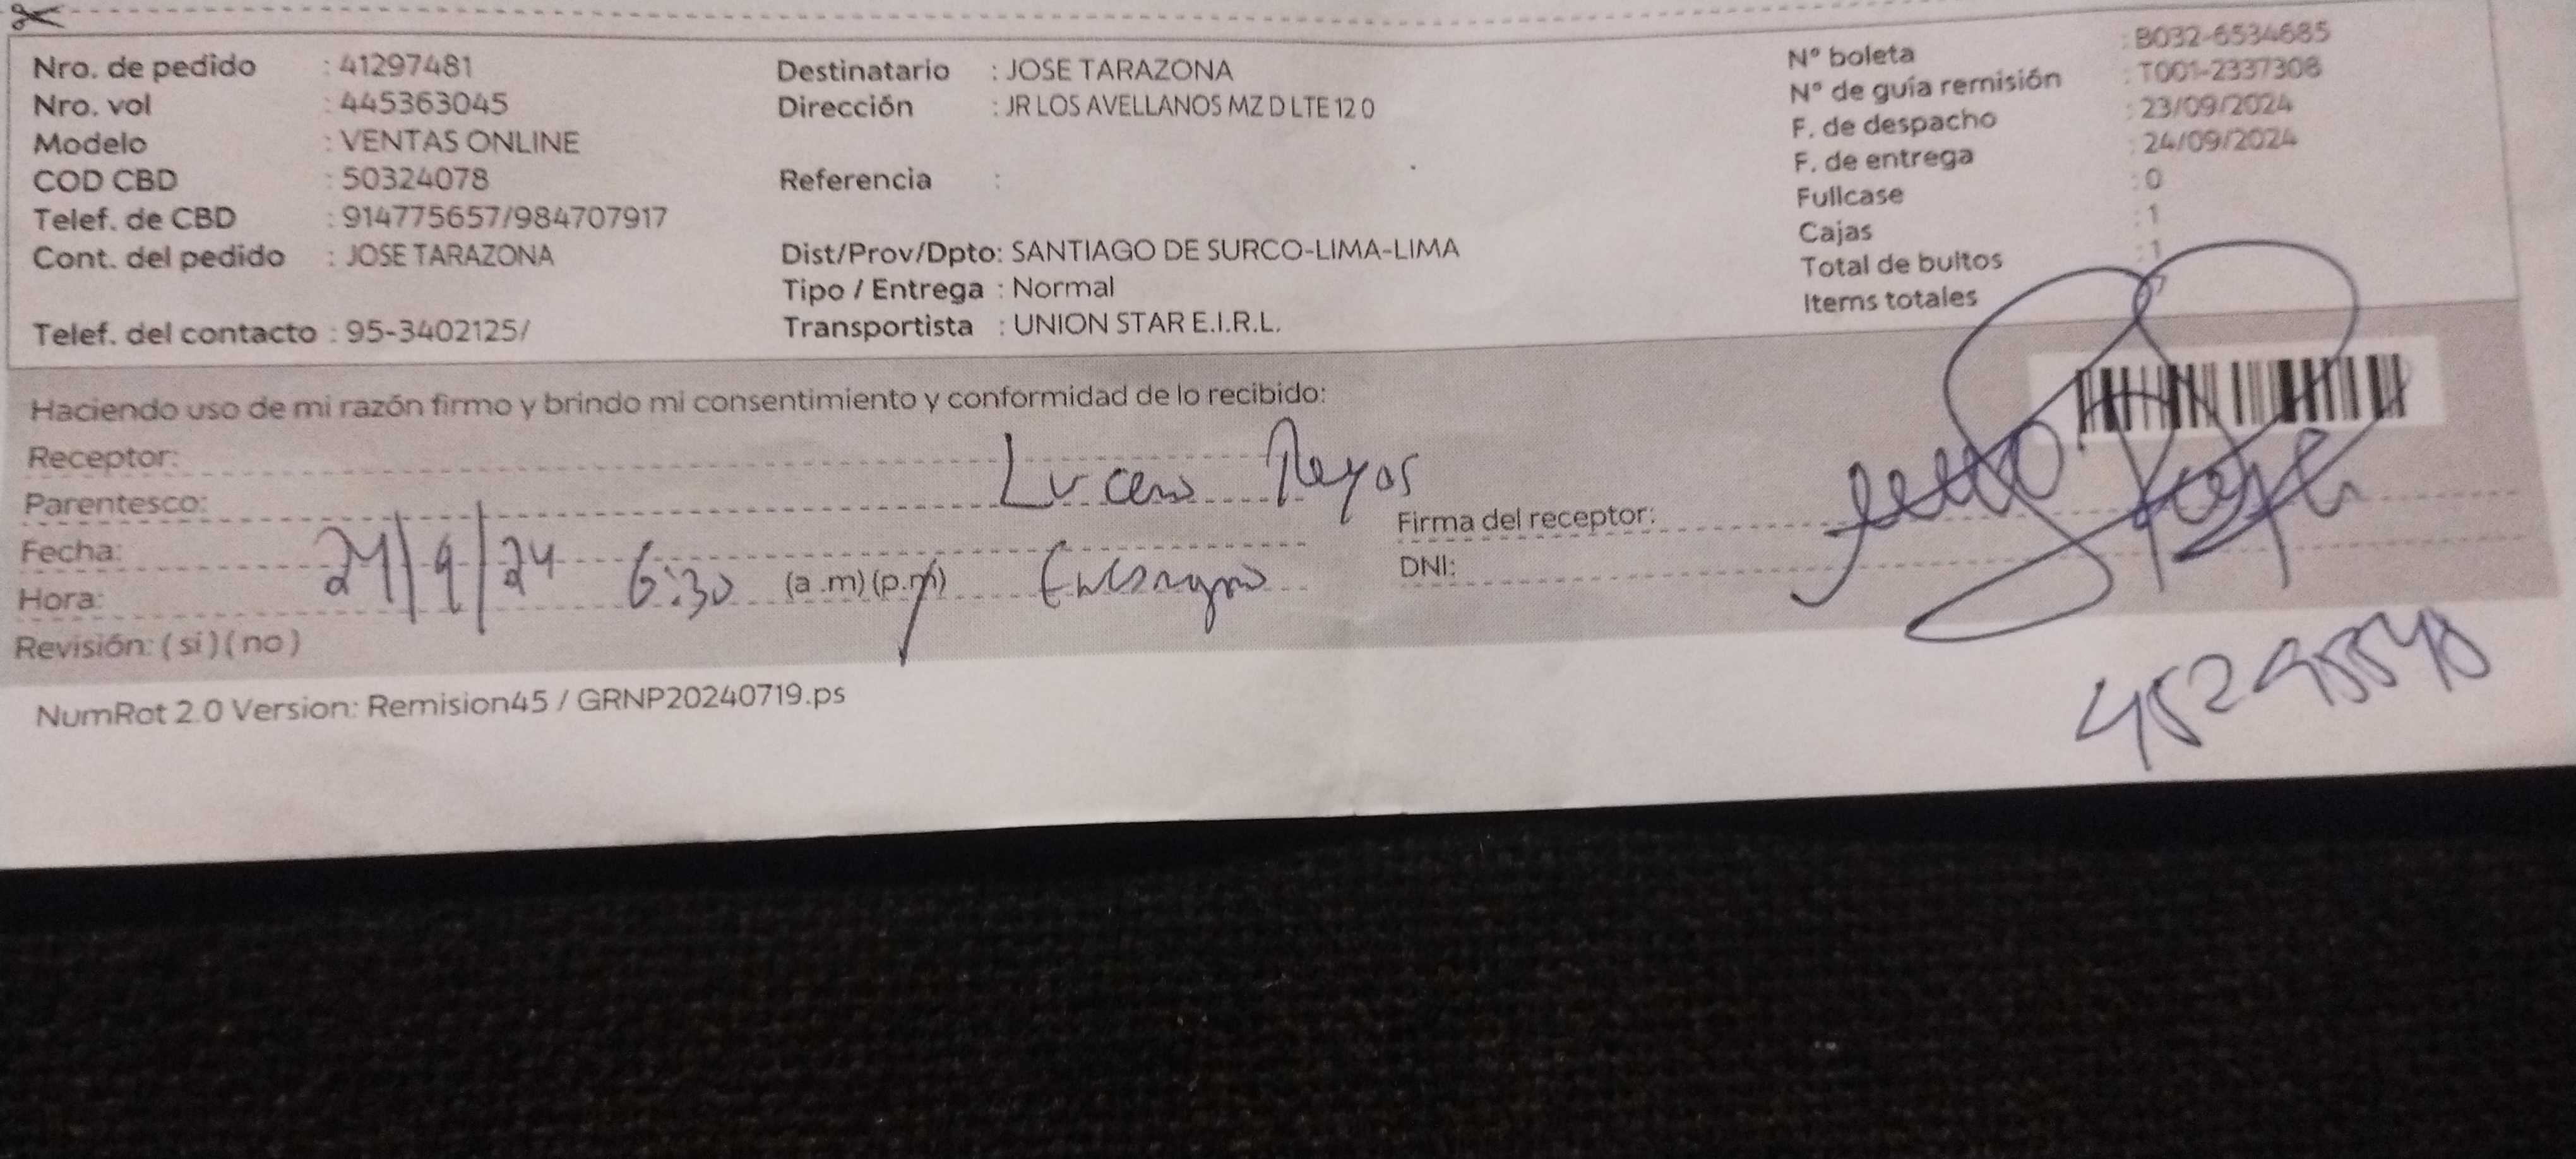 Nro. de pedido : 41297481
Nro. vol : 445363045
Modelo : VENTAS ONLINE
COD CBD : 50324078
Telef. de CBD : 914775657/984707917
Cont. del pedido : JOSE TARAZONA
Telef. del contacto : 95-3402125/
Destinatario : JOSE TARAZONA
Dirección : JR LOS AVELLANOS MZ D LTE 12 0
Referencia :
Dist/Prov/Dpto: SANTIAGO DE SURCO-LIMA-LIMA
Tipo / Entrega : Normal
Transportista : UNION STAR E.I.R.L.
N° boleta : B032-6534685
N° de guía remisión : T001-2337308
F. de despacho : 23/09/2024
F. de entrega : 24/09/2024
Fullcase : 0
Cajas : 1
Total de bultos : 1
Items totales
Haciendo uso de mi razón firmo y brindo mi consentimiento y conformidad de lo recibido:
Receptor:
Lucero Reyes
Parentesco:
Fecha:
24/9/24 6:30
Hora: (a.m) (p.m)
Revisión: ( sí ) ( no )
Firma del receptor:
DNI:
NumRot 2.0 Version: Remision45 / GRNP20240719.ps